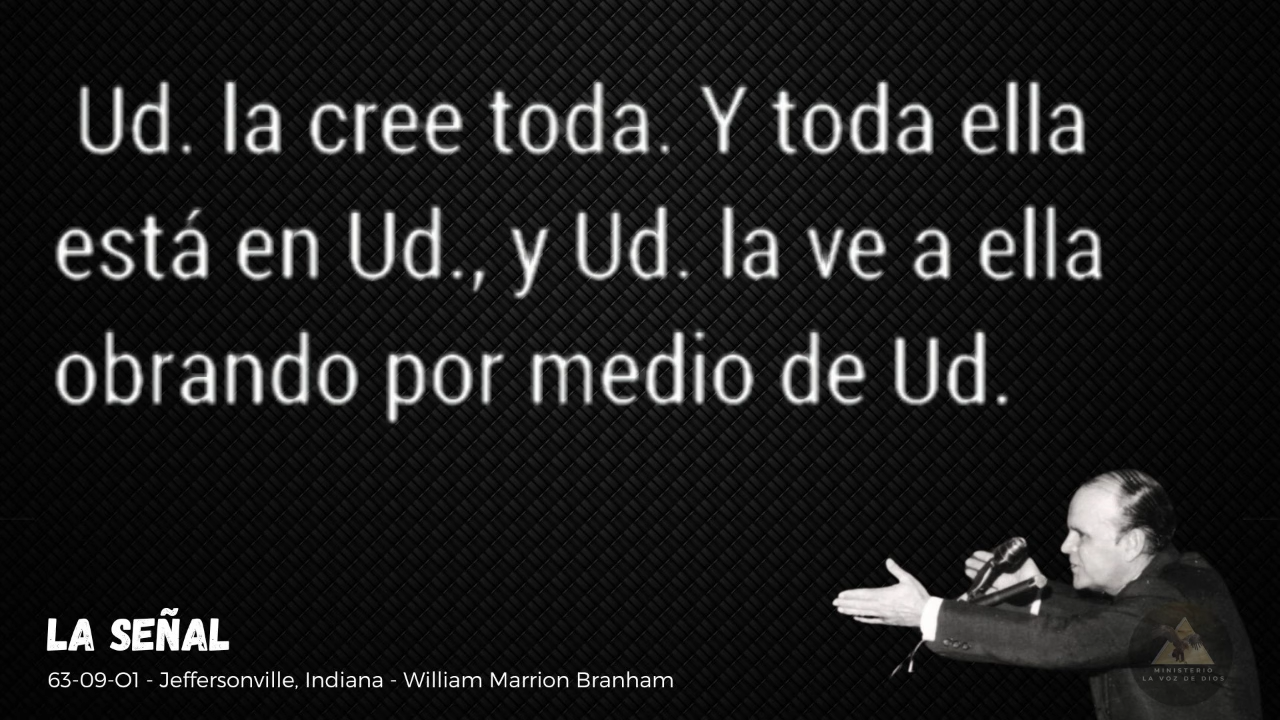 Ud. la cree toda. Y toda ella
está en Ud., y Ud. la ve a ella
obrando por medio de Ud.
LA SEÑAL
63-09-01 - Jeffersonville, Indiana - William Marrion Branham
MINISTERIO
LA VOZ DE DIOS